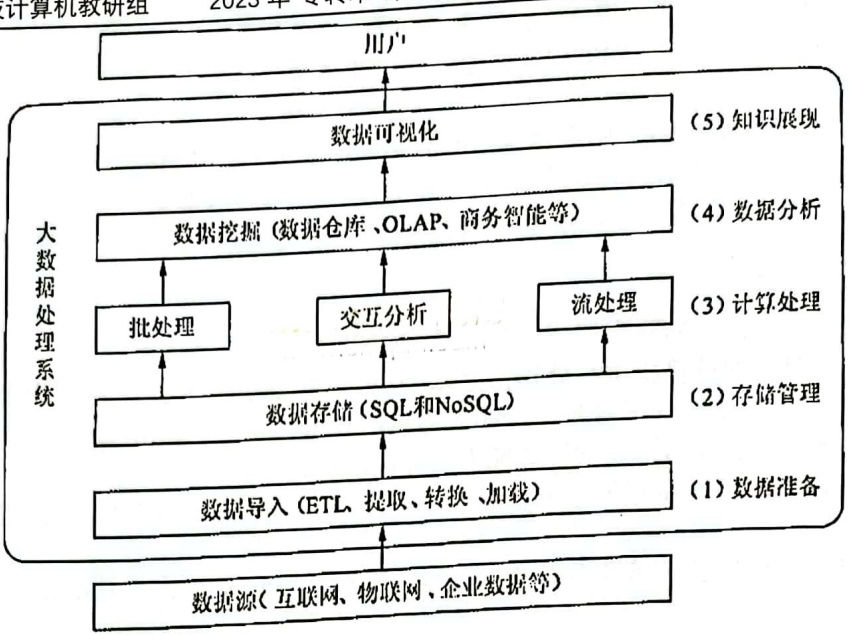 计算机教研组 2023年
用户
数据可视化
(5)知识展现
数据挖掘(数据仓库、OLAP、商务智能等)
(4)数据分析
大数据处理系统
批处理
交互分析
流处理
(3)计算处理
数据存储(SQL和NoSQL)
(2)存储管理
数据导入(ETL、提取、转换、加载)
(1)数据准备
数据源(互联网、物联网、企业数据等)